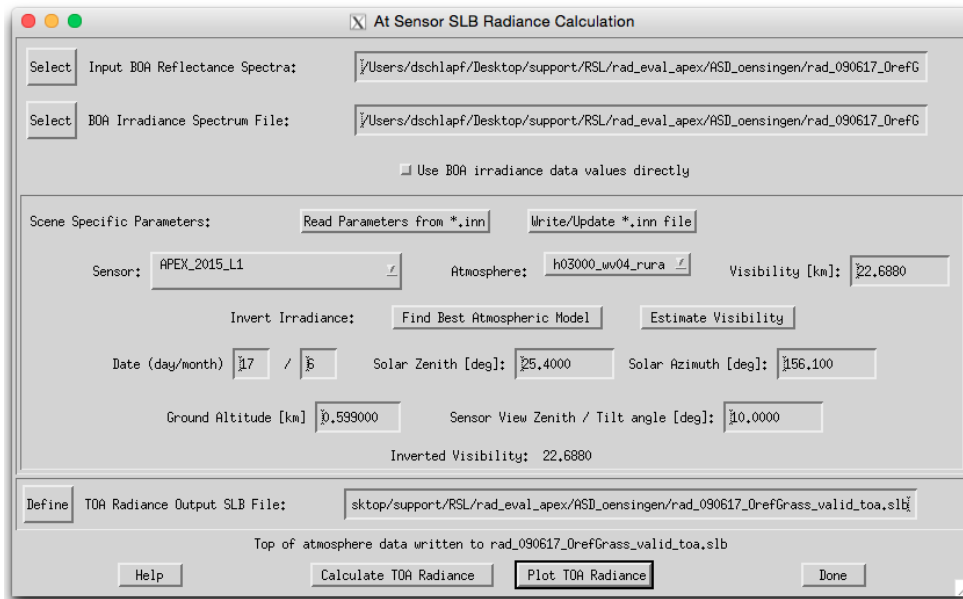 At Sensor SLB Radiance Calculation
Select Input BOA Reflectance Spectra: /Users/dschlapf/Desktop/support/RSL/rad_eval_apex/ASD_oensingen/rad_090617_OrefG
Select BOA Irradiance Spectrum File: /Users/dschlapf/Desktop/support/RSL/rad_eval_apex/ASD_oensingen/rad_090617_OrefG
Use BOA irradiance data values directly
Scene Specific Parameters: Read Parameters from *.inn Write/Update *.inn file
Sensor: APEX_2015_L1 Atmosphere: h03000_wv04_rura Visibility [km]: 22.6880
Invert Irradiance: Find Best Atmospheric Model Estimate Visibility
Date (day/month) 17 / 6 Solar Zenith [deg]: 25.4000 Solar Azimuth [deg]: 156.100
Ground Altitude [km] 0.599000 Sensor View Zenith / Tilt angle [deg]: 10.0000
Inverted Visibility: 22.6880
Define TOA Radiance Output SLB File: sktop/support/RSL/rad_eval_apex/ASD_oensingen/rad_090617_OrefGrass_valid_toa.slb
Top of atmosphere data written to rad_090617_OrefGrass_valid_toa.slb
Help Calculate TOA Radiance Plot TOA Radiance Done